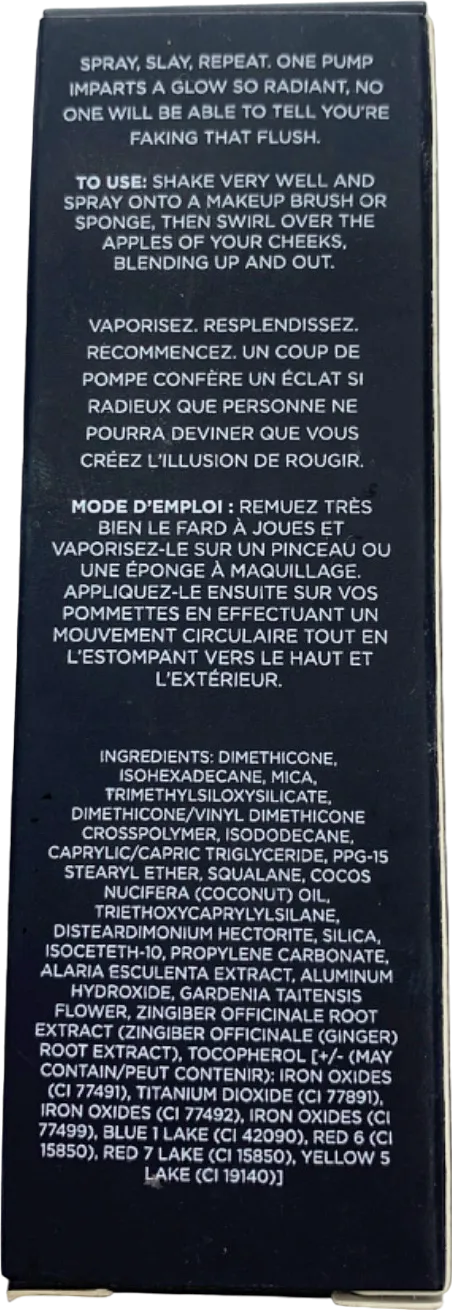 SPRAY, SLAY, REPEAT. ONE PUMP
IMPARTS A GLOW SO RADIANT, NO
ONE WILL BE ABLE TO TELL YOU'RE
FAKING THAT FLUSH.
TO USE: SHAKE VERY WELL AND
SPRAY ONTO A MAKEUP BRUSH OR
SPONGE, THEN SWIRL OVER THE
APPLES OF YOUR CHEEKS,
BLENDING UP AND OUT.
VAPORISEZ. RESPLENDISSEZ.
RECOMMENCEZ. UN COUP DE
POMPE CONFÈRE UN ÉCLAT SI
RADIEUX QUE PERSONNE NE
POURRA DEVINER QUE VOUS
CRÉEZ L'ILLUSION DE ROUGIR.
MODE D'EMPLOI : REMUEZ TRÈS
BIEN LE FARD À JOUES ET
VAPORISEZ-LE SUR UN PINCEAU OU
UNE ÉPONGE À MAQUILLAGE.
APPLIQUEZ-LE ENSUITE SUR VOS
POMMETTES EN EFFECTUANT UN
MOUVEMENT CIRCULAIRE TOUT EN
L'ESTOMPANT VERS LE HAUT ET
L'EXTÉRIEUR.
INGREDIENTS: DIMETHICONE,
ISOHEXADECANE, MICA,
TRIMETHYLSILOXYSILICATE,
DIMETHICONE/VINYL DIMETHICONE
CROSSPOLYMER, ISODODECANE,
CAPRYLIC/CAPRIC TRIGLYCERIDE, PPG-15
STEARYL ETHER, SQUALANE, COCOS
NUCIFERA (COCONUT) OIL,
TRIETHOXYCAPRYLYLSILANE,
DISTEARDIMONIUM HECTORITE, SILICA,
ISOCETETH-10, PROPYLENE CARBONATE,
ALARIA ESCULENTA EXTRACT, ALUMINUM
HYDROXIDE, GARDENIA TAITENSIS
FLOWER, ZINGIBER OFFICINALE ROOT
EXTRACT (ZINGIBER OFFICINALE (GINGER)
ROOT EXTRACT), TOCOPHEROL [+/- (MAY
CONTAIN/PEUT CONTENIR): IRON OXIDES
(CI 77491), TITANIUM DIOXIDE (CI 77891),
IRON OXIDES (CI 77492), IRON OXIDES (CI
77499), BLUE 1 LAKE (CI 42090), RED 6 (CI
15850), RED 7 LAKE (CI 15850), YELLOW 5
LAKE (CI 19140)]